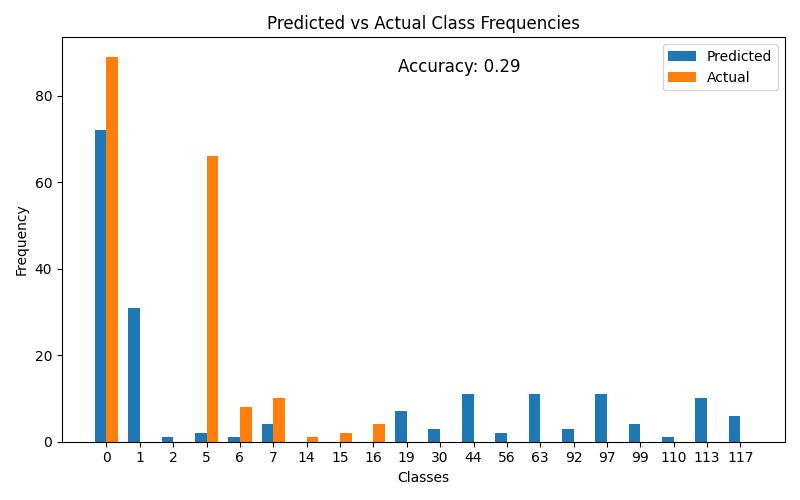 Predicted vs Actual Class Frequencies
Accuracy: 0.29
Predicted
Actual
Frequency
80
60
40
20
0
0 1 2 5 6 7 14 15 16 19 30 44 56 63 92 97 99 110 113 117
Classes